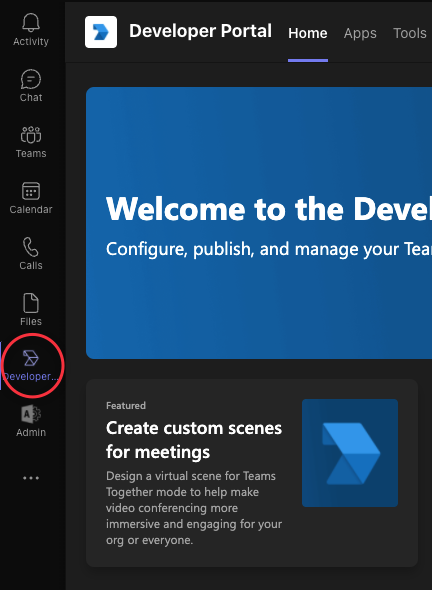 Activity
Chat
Teams
Calendar
Calls
Files
Developer...
Admin
Developer Portal
Home Apps Tools
Welcome to the Devel
Configure, publish, and manage your Tea
Featured
Create custom scenes
for meetings
Design a virtual scene for Teams
Together mode to help make
video conferencing more
immersive and engaging for your
org or everyone.